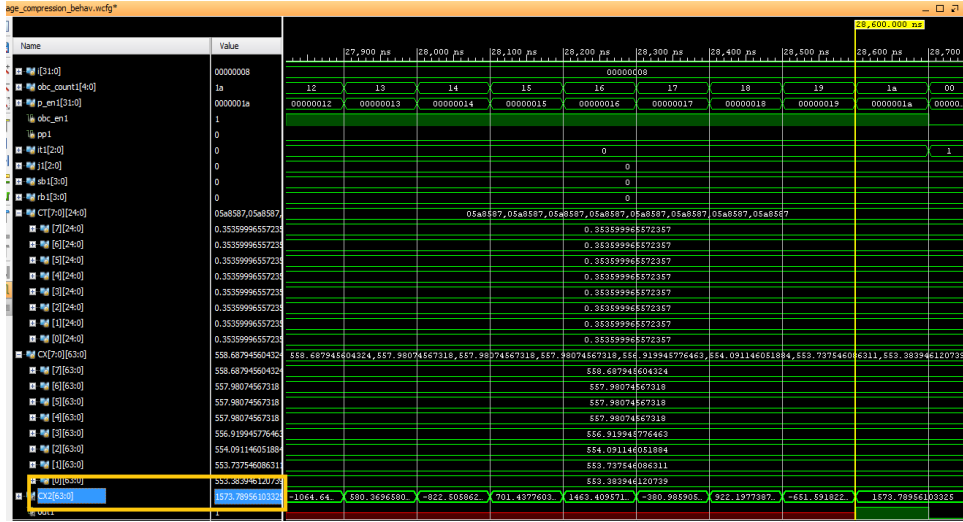 age_compression_behav.wcfg*
28,600.000 ns
Name Value 27,900 ns 28,000 ns 28,100 ns 28,200 ns 28,300 ns 28,400 ns 28,500 ns 28,600 ns 28,700
i[31:0] 00000008 00000008
obc_count1[4:0] 1a 12 13 14 15 16 17 18 19 1a 00
p_en1[31:0] 0000001a 00000012 00000013 00000014 00000015 00000016 00000017 00000018 00000019 0000001a 00000...
obc_en1 1
pp1 0
it1[2:0] 0 0 1
j1[2:0] 0 0
sb1[3:0] 0 0
rb1[3:0] 0 0
CT[7:0][24:0] 05a8587,05a8587, 05a8587,05a8587,05a8587,05a8587,05a8587,05a8587,05a8587,05a8587
[7][24:0] 0.35359996557235 0.353599965572357
[6][24:0] 0.35359996557235 0.353599965572357
[5][24:0] 0.35359996557235 0.353599965572357
[4][24:0] 0.35359996557235 0.353599965572357
[3][24:0] 0.35359996557235 0.353599965572357
[2][24:0] 0.35359996557235 0.353599965572357
[1][24:0] 0.35359996557235 0.353599965572357
[0][24:0] 0.35359996557235 0.353599965572357
CX[7:0][63:0] 558.687945604324 558.687945604324,557.98074567318,557.98074567318,557.98074567318,556.919945776463,554.091146051884,553.737546086311,553.383946120739
[7][63:0] 558.687945604324 558.687945604324
[6][63:0] 557.98074567318 557.98074567318
[5][63:0] 557.98074567318 557.98074567318
[4][63:0] 557.98074567318 557.98074567318
[3][63:0] 556.919945776463 556.919945776463
[2][63:0] 554.091146051884 554.091146051884
[1][63:0] 553.737546086311 553.737546086311
[0][63:0] 553.383946120739 553.383946120739
CX2[63:0] 1573.78956103325 -1064.64... 580.3696580... -822.505862... 701.4377603... 1463.409571... -380.985905... 922.1977387... -651.591822... 1573.78956103325
out1 1